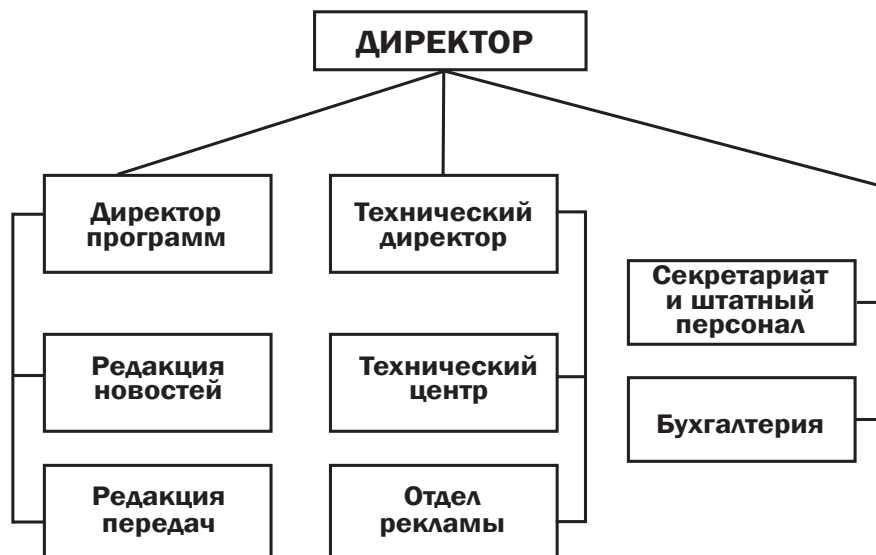 ДИРЕКТОР
Директор
программ
Технический
директор
Секретариат
и штатный
персонал
Редакция
новостей
Технический
центр
Бухгалтерия
Редакция
передач
Отдел
рекламы